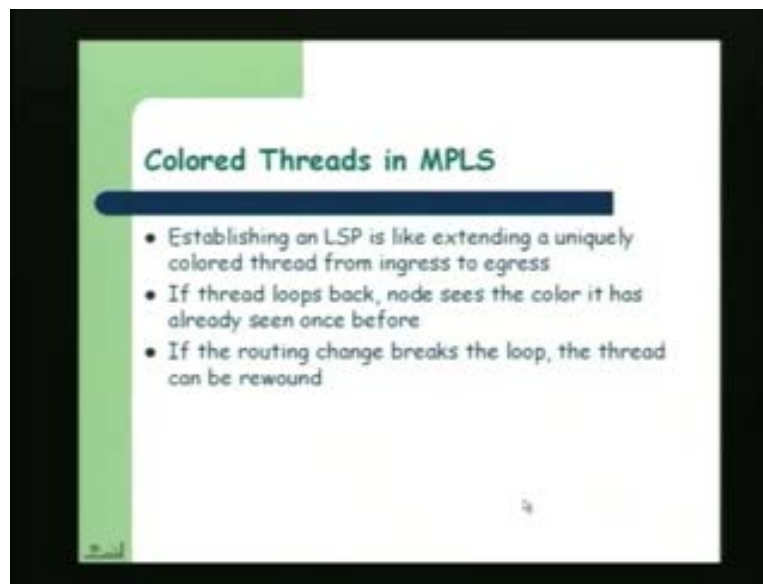 Colored Threads in MPLS
• Establishing an LSP is like extending a uniquely
colored thread from ingress to egress
• If thread loops back, node sees the color it has
already seen once before
• If the routing change breaks the loop, the thread
can be rewound